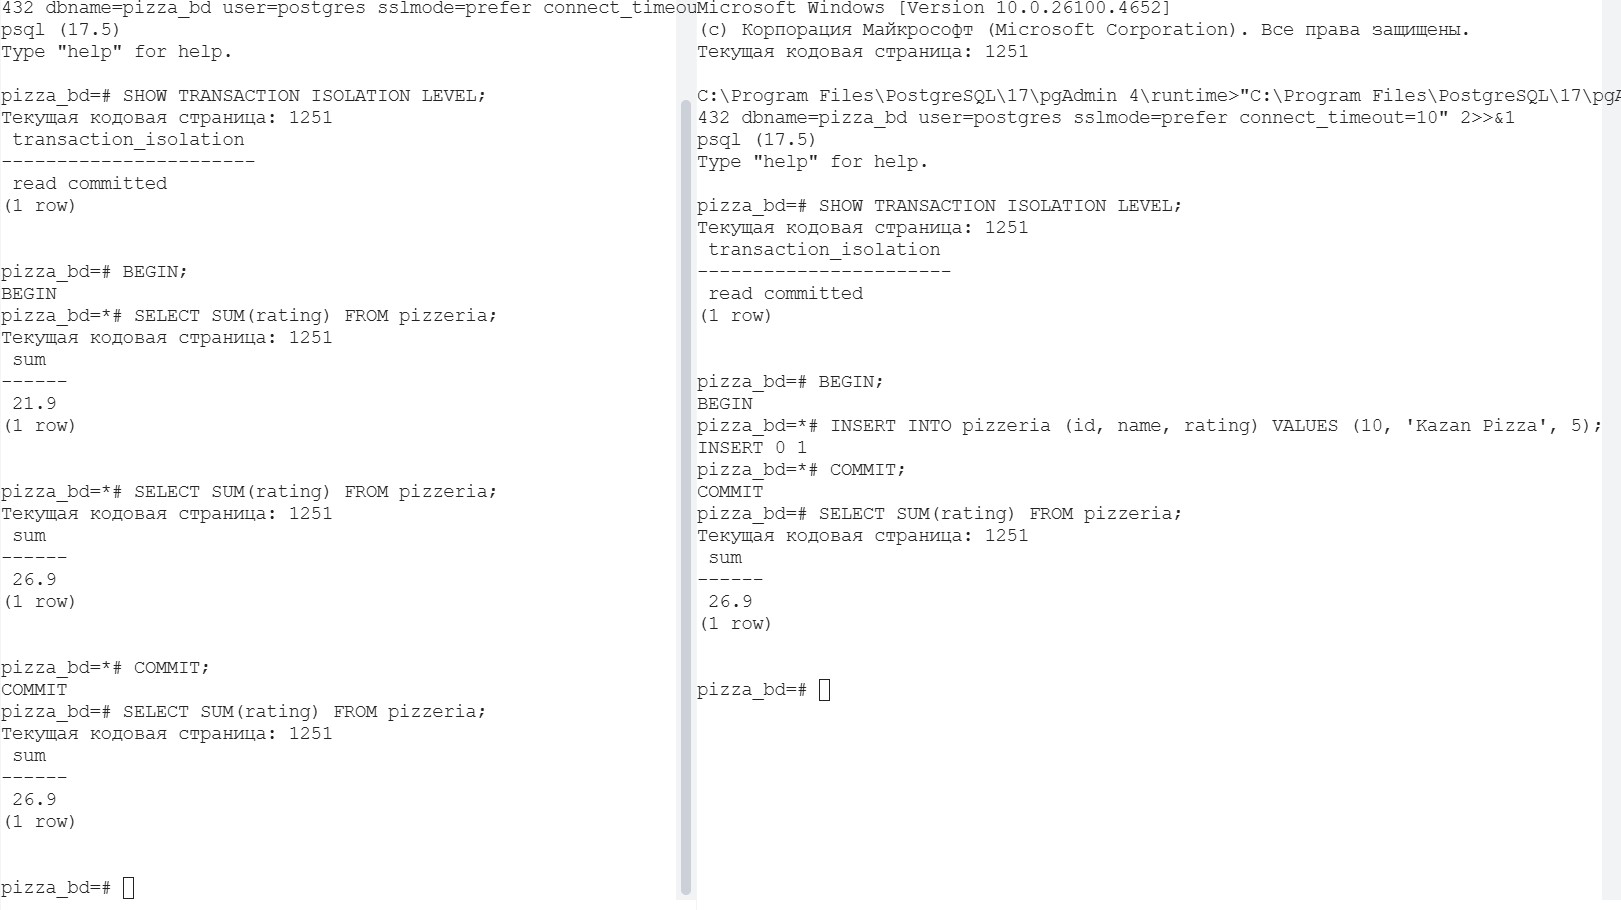 432 dbname=pizza_bd user=postgres sslmode=prefer connect_timeou
psql (17.5)
Type "help" for help.
pizza_bd=# SHOW TRANSACTION ISOLATION LEVEL;
Текущая кодовая страница: 1251
transaction_isolation
-----------------------
read committed
(1 row)
pizza_bd=# BEGIN;
BEGIN
pizza_bd=*# SELECT SUM(rating) FROM pizzeria;
Текущая кодовая страница: 1251
sum
------
21.9
(1 row)
pizza_bd=*# SELECT SUM(rating) FROM pizzeria;
Текущая кодовая страница: 1251
sum
------
26.9
(1 row)
pizza_bd=*# COMMIT;
COMMIT
pizza_bd=# SELECT SUM(rating) FROM pizzeria;
Текущая кодовая страница: 1251
sum
------
26.9
(1 row)
pizza_bd=#
Microsoft Windows [Version 10.0.26100.4652]
(c) Корпорация Майкрософт (Microsoft Corporation). Все права защищены.
Текущая кодовая страница: 1251
C:\Program Files\PostgreSQL\17\pgAdmin 4\runtime>"C:\Program Files\PostgreSQL\17\pgA
432 dbname=pizza_bd user=postgres sslmode=prefer connect_timeout=10" 2>>&1
psql (17.5)
Type "help" for help.
pizza_bd=# SHOW TRANSACTION ISOLATION LEVEL;
Текущая кодовая страница: 1251
transaction_isolation
-----------------------
read committed
(1 row)
pizza_bd=# BEGIN;
BEGIN
pizza_bd=*# INSERT INTO pizzeria (id, name, rating) VALUES (10, 'Kazan Pizza', 5);
INSERT 0 1
pizza_bd=*# COMMIT;
COMMIT
pizza_bd=# SELECT SUM(rating) FROM pizzeria;
Текущая кодовая страница: 1251
sum
------
26.9
(1 row)
pizza_bd=#